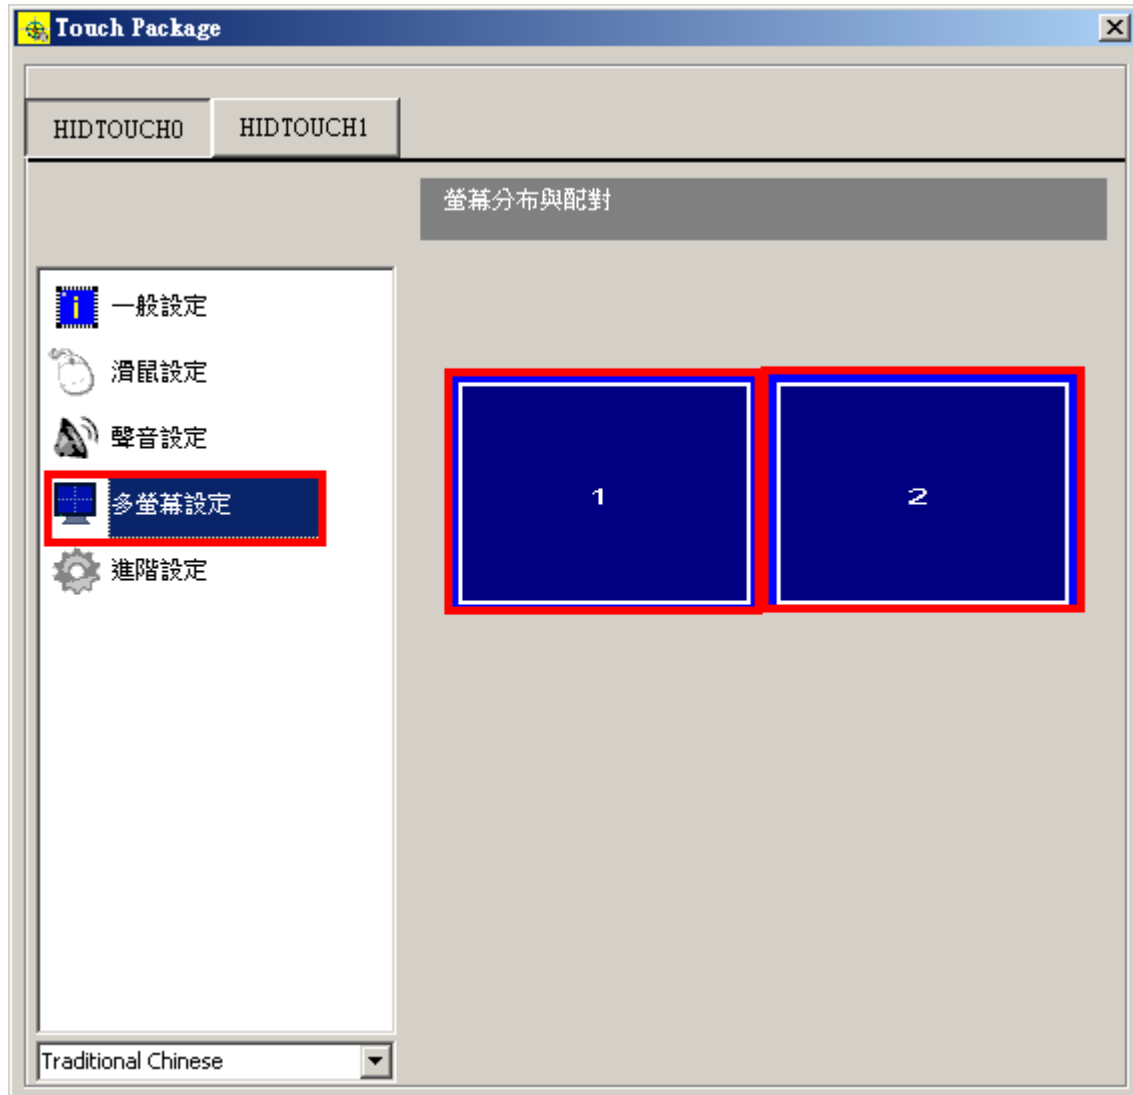 Touch Package
HIDTOUCH0
HIDTOUCH1
螢幕分布與配對
一般設定
滑鼠設定
聲音設定
多螢幕設定
進階設定
1
2
Traditional Chinese